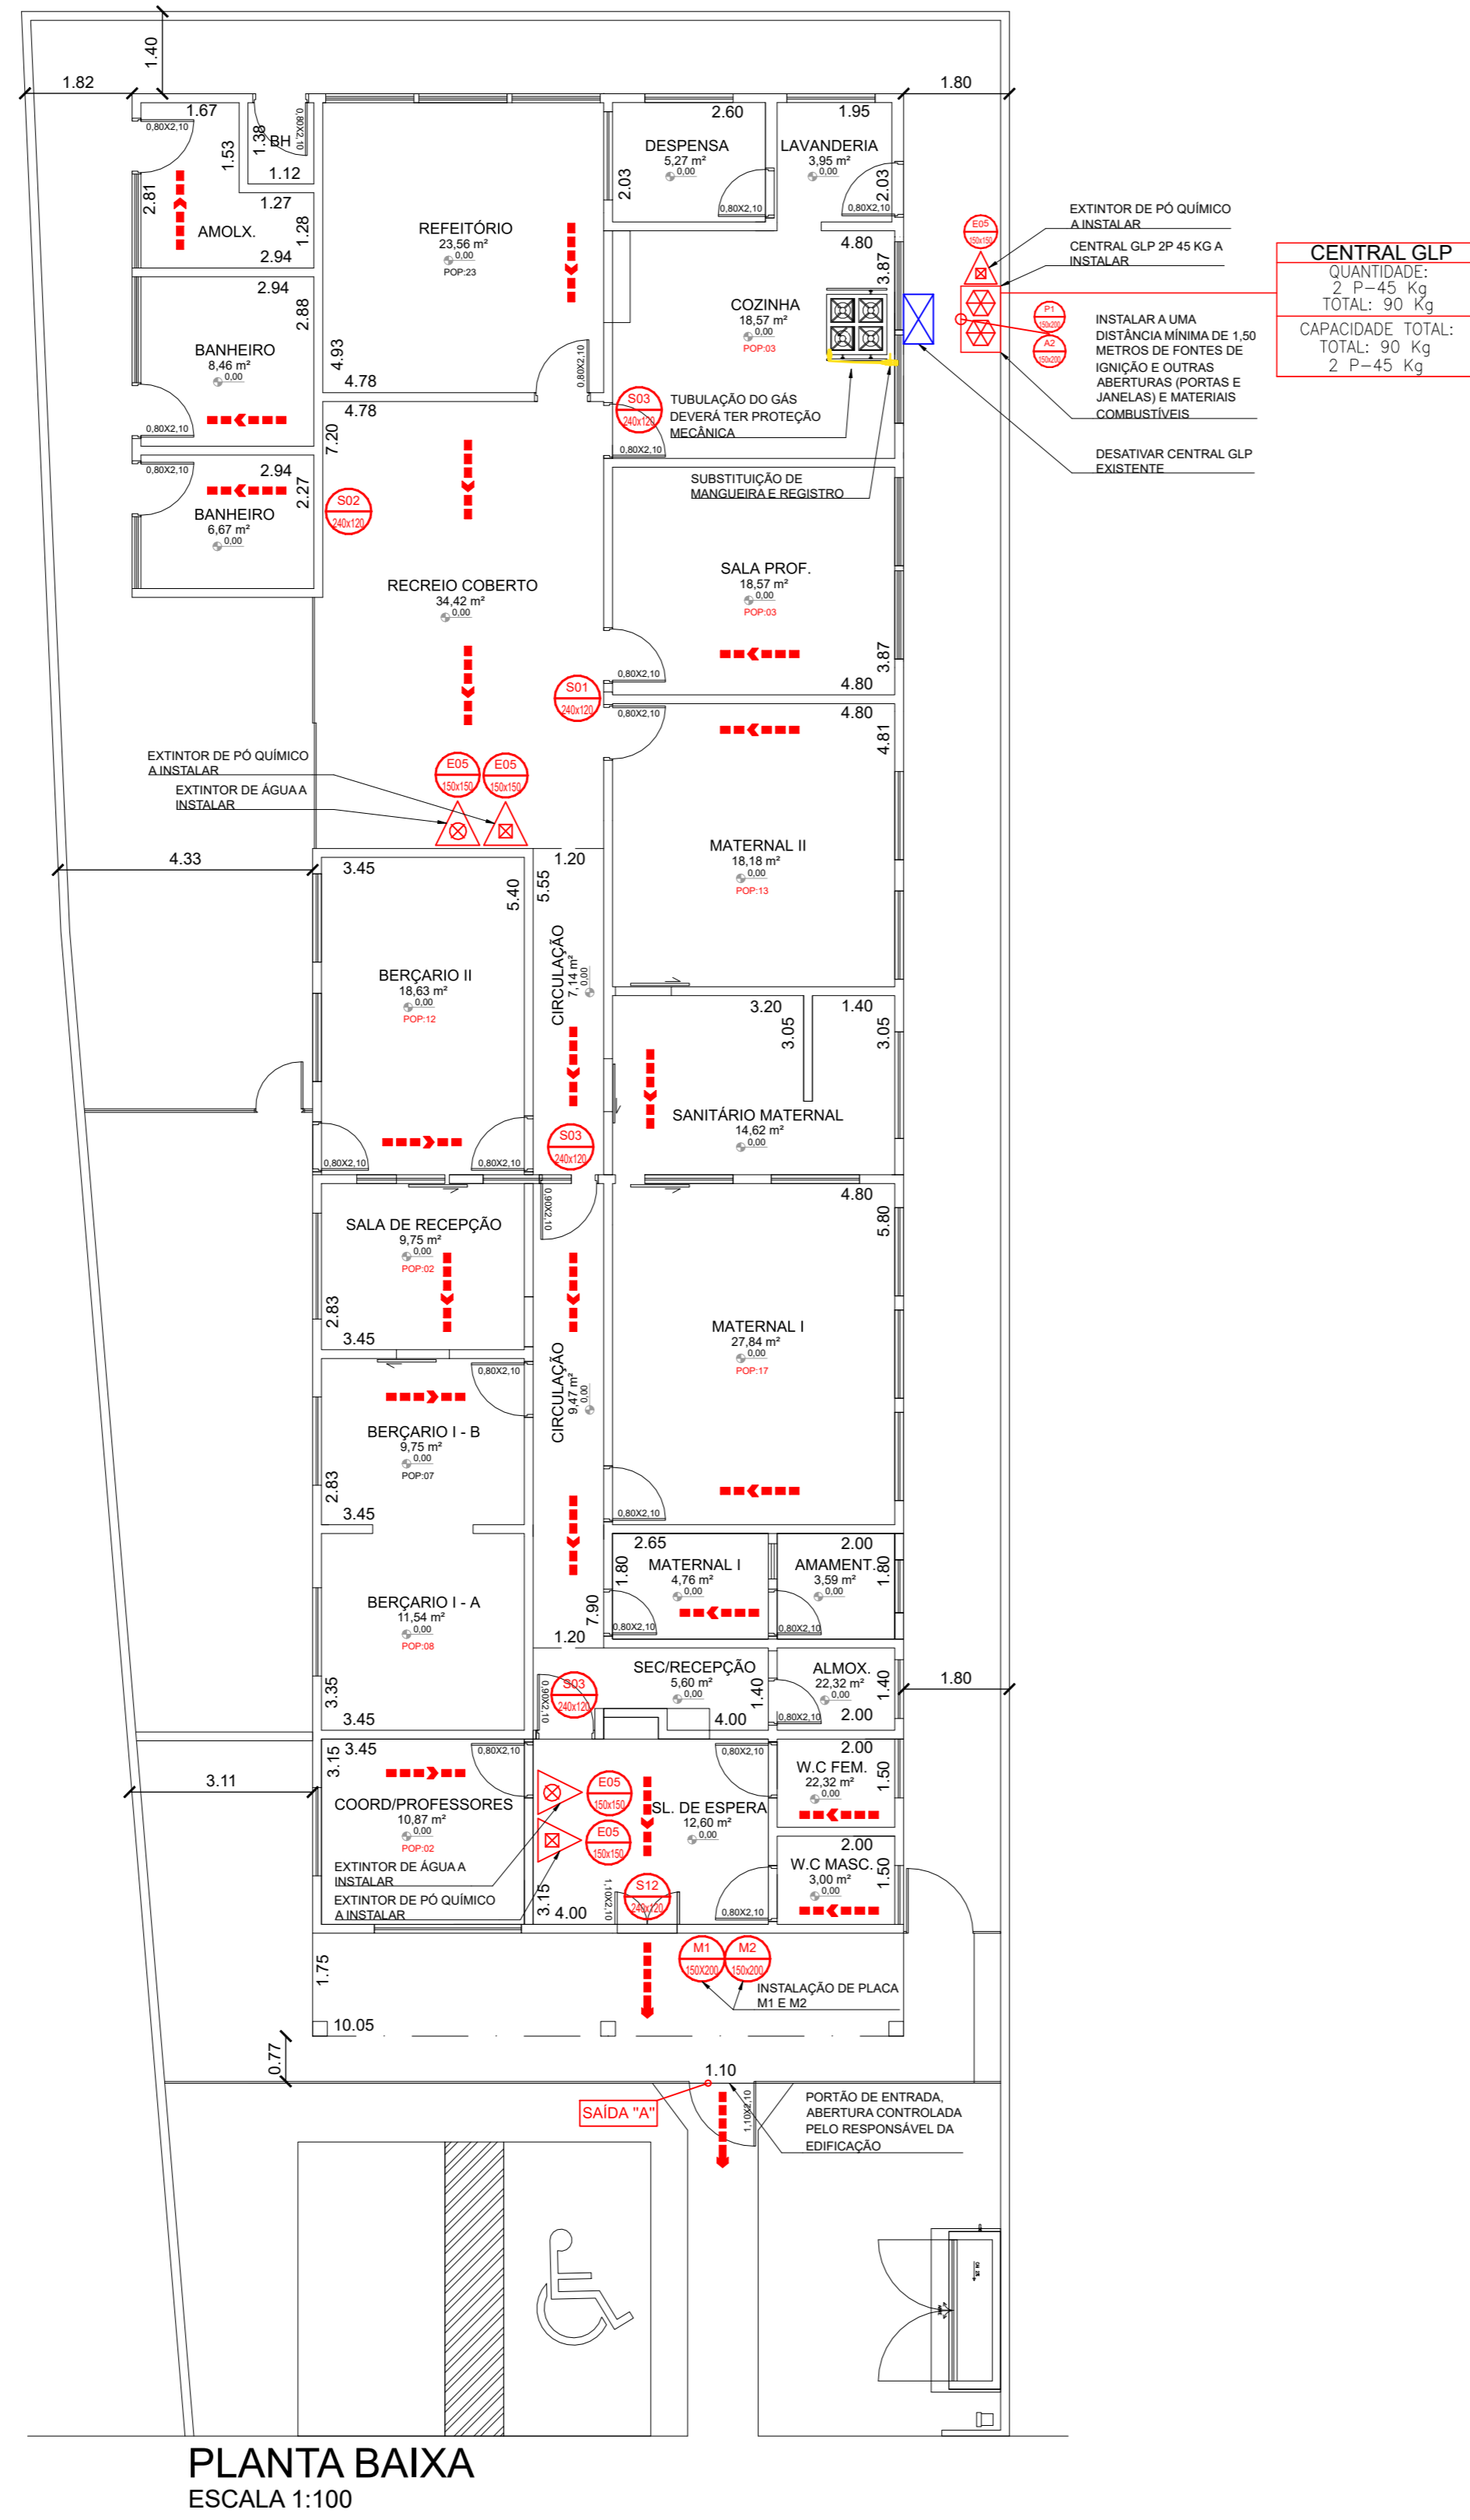 1.40
1.82
1.80
1.67
0,80X2,10
1.53
1.38
BH
0,80X2,10
1.12
2.81
1.27
1.28
AMOLX.
2.94
REFEITÓRIO
23,56 m²
0,00
POP:23
4.93
4.78
0,80X2,10
2.60
DESPENSA
5,27 m²
0,00
2.03
0,80X2,10
1.95
LAVANDERIA
3,95 m²
0,00
2.03
0,80X2,10
4.80
3.87
COZINHA
18,57 m²
0,00
POP:03
E05
150x150
EXTINTOR DE PÓ QUÍMICO
A INSTALAR
CENTRAL GLP 2P 45 KG A
INSTALAR
CENTRAL GLP
QUANTIDADE:
2 P-45 Kg
TOTAL: 90 Kg
CAPACIDADE TOTAL:
TOTAL: 90 Kg
2 P-45 Kg
P1
150x200
A2
150x200
INSTALAR A UMA
DISTÂNCIA MÍNIMA DE 1,50
METROS DE FONTES DE
IGNIÇÃO E OUTRAS
ABERTURAS (PORTAS E
JANELAS) E MATERIAIS
COMBUSTÍVEIS
DESATIVAR CENTRAL GLP
EXISTENTE
2.94
2.88
BANHEIRO
8,46 m²
0,00
0,80X2,10
S03
240x120
TUBULAÇÃO DO GÁS
DEVERÁ TER PROTEÇÃO
MECÂNICA
0,80X2,10
4.78
7.20
0,80X2,10
2.94
2.27
BANHEIRO
6,67 m²
0,00
S02
240x120
SUBSTITUIÇÃO DE
MANGUEIRA E REGISTRO
RECREIO COBERTO
34,42 m²
0,00
SALA PROF.
18,57 m²
0,00
POP:03
3.87
4.80
0,80X2,10
S01
240x120
0,80X2,10
4.80
4.81
EXTINTOR DE PÓ QUÍMICO
A INSTALAR
EXTINTOR DE ÁGUA A
INSTALAR
E05
150x150
E05
150x150
MATERNAL II
18,18 m²
0,00
POP:13
4.33
3.45
5.40
1.20
5.55
CIRCULAÇÃO
7,14 m²
0,00
BERÇARIO II
18,63 m²
0,00
POP:12
0,80X2,10
0,80X2,10
3.20
3.05
1.40
3.05
SANITÁRIO MATERNAL
14,62 m²
0,00
S03
240x120
0,90X2,10
SALA DE RECEPÇÃO
9,75 m²
0,00
POP:02
2.83
3.45
4.80
5.80
MATERNAL I
27,84 m²
0,00
POP:17
0,80X2,10
CIRCULAÇÃO
9,47 m²
0,00
0,80X2,10
BERÇARIO I - B
9,75 m²
0,00
POP:07
2.83
3.45
BERÇARIO I - A
11,54 m²
0,00
POP:08
3.35
3.45
7.90
1.20
2.65
1.80
MATERNAL I
4,76 m²
0,00
0,80X2,10
2.00
1.80
AMAMENT.
3,59 m²
0,00
0,80X2,10
SEC/RECEPÇÃO
5,60 m²
0,00
1.40
4.00
ALMOX.
22,32 m²
0,00
1.40
2.00
0,80X2,10
1.80
S03
240x120
0,90X2,10
3.11
3.15
3.45
0,80X2,10
COORD/PROFESSORES
10,87 m²
0,00
POP:02
EXTINTOR DE ÁGUA A
INSTALAR
EXTINTOR DE PÓ QUÍMICO
A INSTALAR
E05
150x150
E05
150x150
SL. DE ESPERA
12,60 m²
0,00
3.15
4.00
1,10X2,10
S12
240x120
0,80X2,10
0,80X2,10
2.00
W.C FEM.
22,32 m²
0,00
1.50
2.00
W.C MASC.
3,00 m²
0,00
1.50
1.75
M1
150X200
M2
150x200
INSTALAÇÃO DE PLACA
M1 E M2
10.05
0.77
1.10
SAÍDA "A"
1,10X2,10
PORTÃO DE ENTRADA,
ABERTURA CONTROLADA
PELO RESPONSÁVEL DA
EDIFICAÇÃO
PLANTA BAIXA
ESCALA 1:100